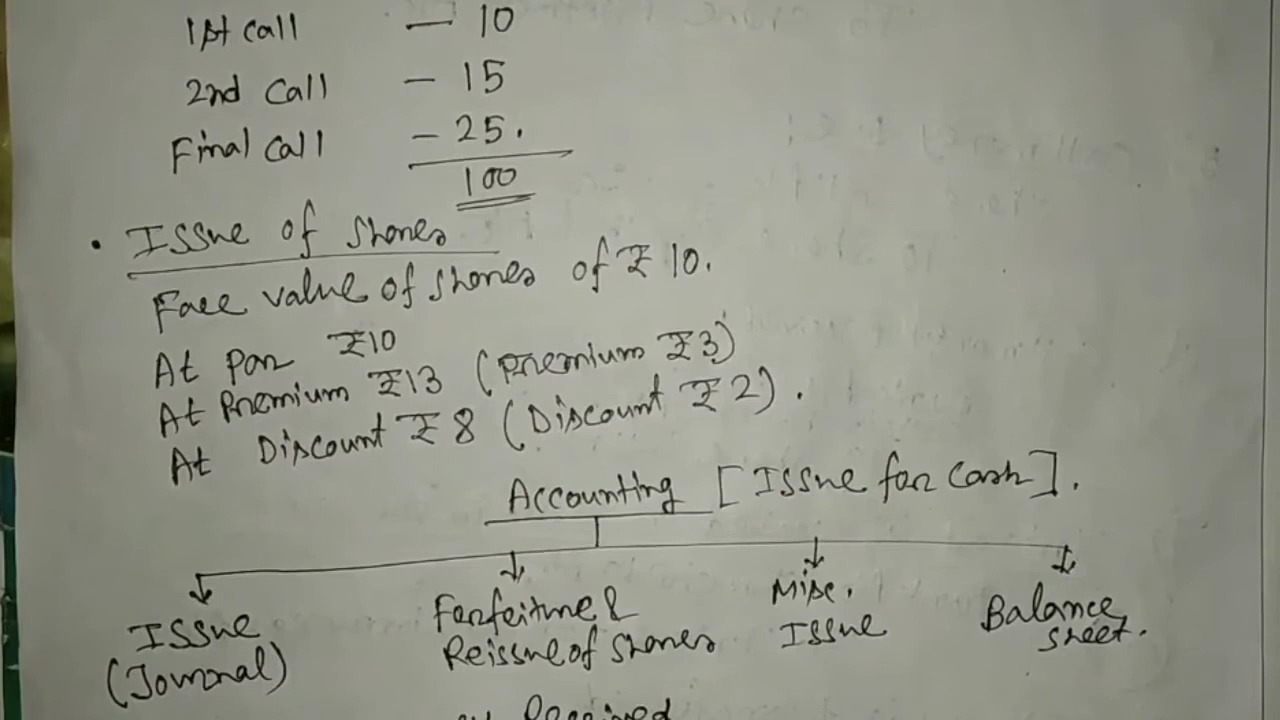 1st call — 10
2nd Call – 15
Final Call – 25.
100
• Issue of Shares
Face value of shares of ₹ 10.
At par ₹10
At Premium ₹13 (Premium ₹3)
At Discount ₹8 (Discount ₹2).
Accounting [Issue for Cash].
Issue (Journal)
Forfeiture & Reissue of Shares
Misc. Issue
Balance Sheet.
Received